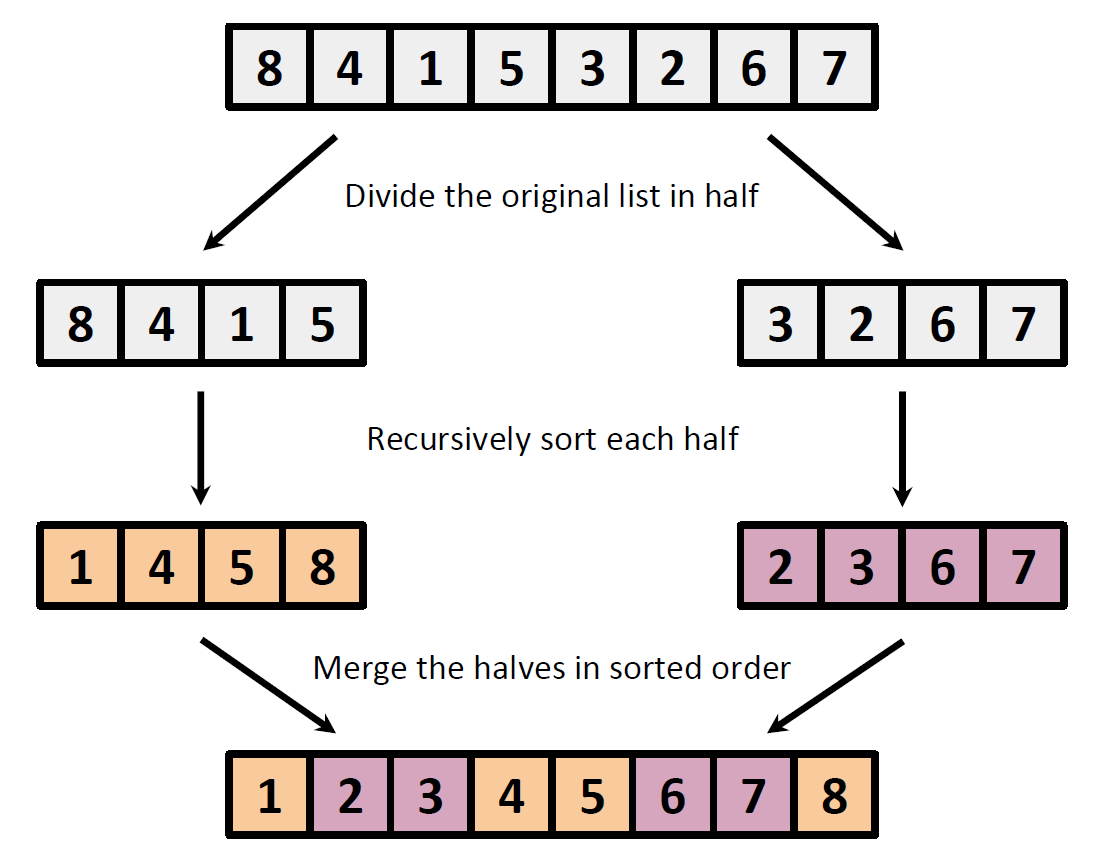 8 4 1 5 3 2 6 7
Divide the original list in half
8 4 1 5
3 2 6 7
Recursively sort each half
1 4 5 8
2 3 6 7
Merge the halves in sorted order
1 2 3 4 5 6 7 8